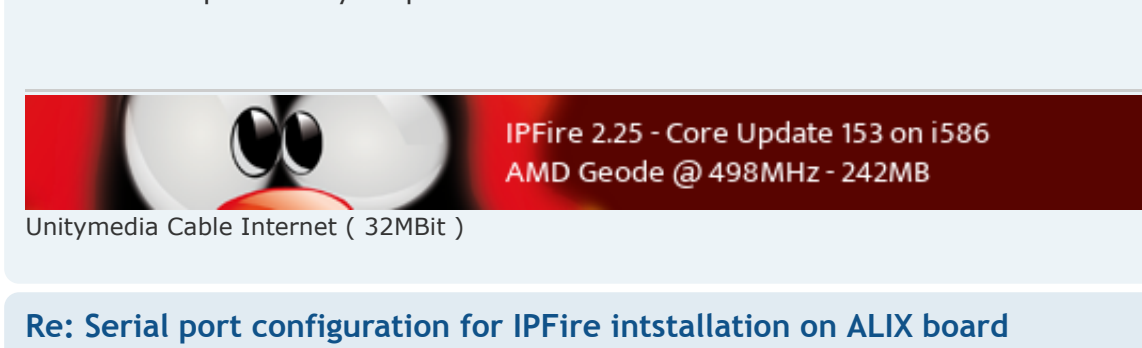 IPFire 2.25 - Core Update 153 on i586
AMD Geode @ 498MHz - 242MB
Unitymedia Cable Internet ( 32MBit )
Re: Serial port configuration for IPFire intstallation on ALIX board